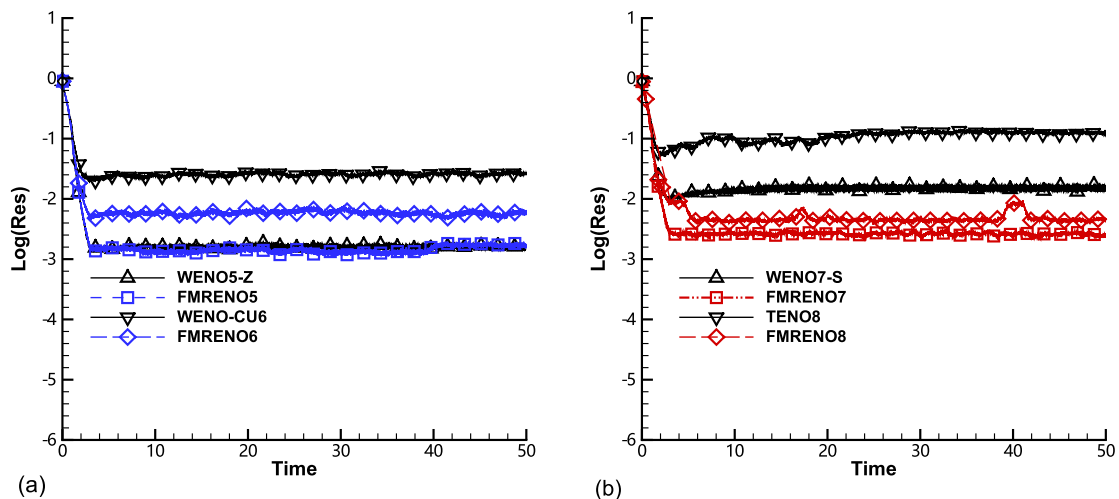 1
0
-1
-2
-3
-4
-5
-6
Log(Res)
WENO5-Z
FMRENO5
WENO-CU6
FMRENO6
0 10 20 30 40 50
Time
(a)
1
0
-1
-2
-3
-4
-5
-6
Log(Res)
WENO7-S
FMRENO7
TENO8
FMRENO8
0 10 20 30 40 50
Time
(b)